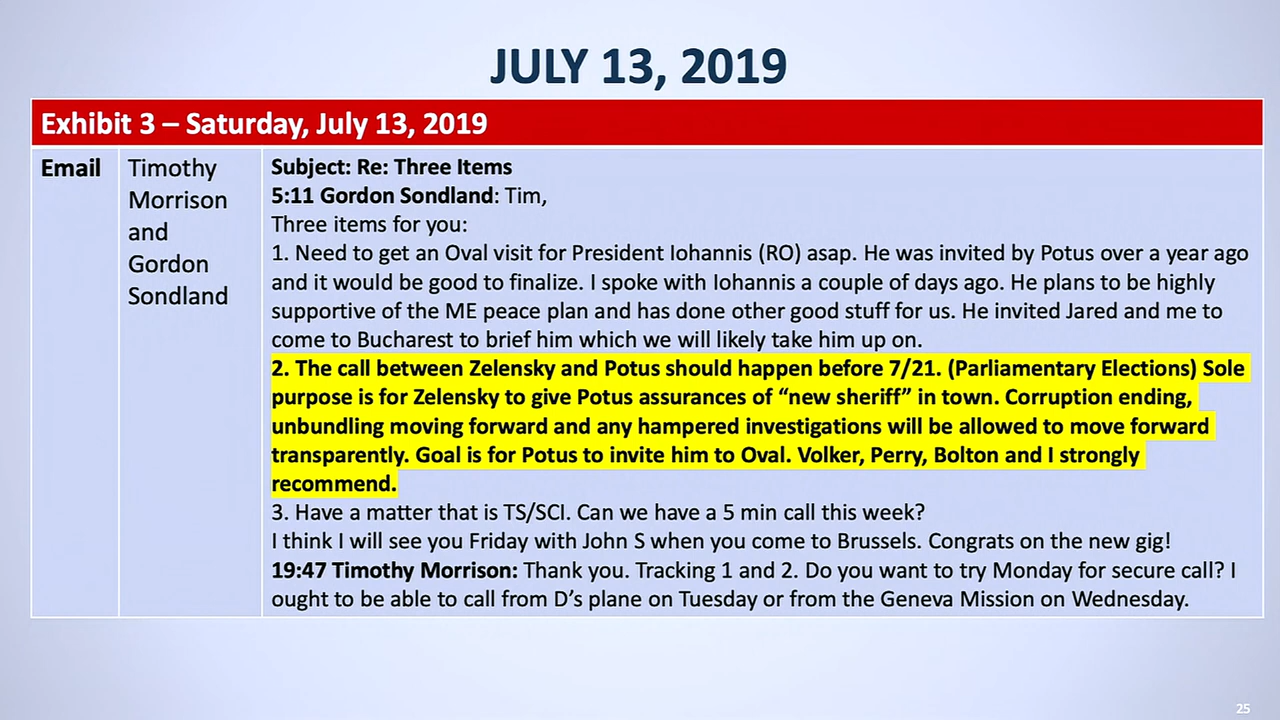 JULY 13, 2019
Exhibit 3 – Saturday, July 13, 2019
Email
Timothy
Morrison
and
Gordon
Sondland
Subject: Re: Three Items
5:11 Gordon Sondland: Tim,
Three items for you:
1. Need to get an Oval visit for President Iohannis (RO) asap. He was invited by Potus over a year ago
and it would be good to finalize. I spoke with Iohannis a couple of days ago. He plans to be highly
supportive of the ME peace plan and has done other good stuff for us. He invited Jared and me to
come to Bucharest to brief him which we will likely take him up on.
2. The call between Zelensky and Potus should happen before 7/21. (Parliamentary Elections) Sole
purpose is for Zelensky to give Potus assurances of “new sheriff” in town. Corruption ending,
unbundling moving forward and any hampered investigations will be allowed to move forward
transparently. Goal is for Potus to invite him to Oval. Volker, Perry, Bolton and I strongly
recommend.
3. Have a matter that is TS/SCI. Can we have a 5 min call this week?
I think I will see you Friday with John S when you come to Brussels. Congrats on the new gig!
19:47 Timothy Morrison: Thank you. Tracking 1 and 2. Do you want to try Monday for secure call? I
ought to be able to call from D’s plane on Tuesday or from the Geneva Mission on Wednesday.
25